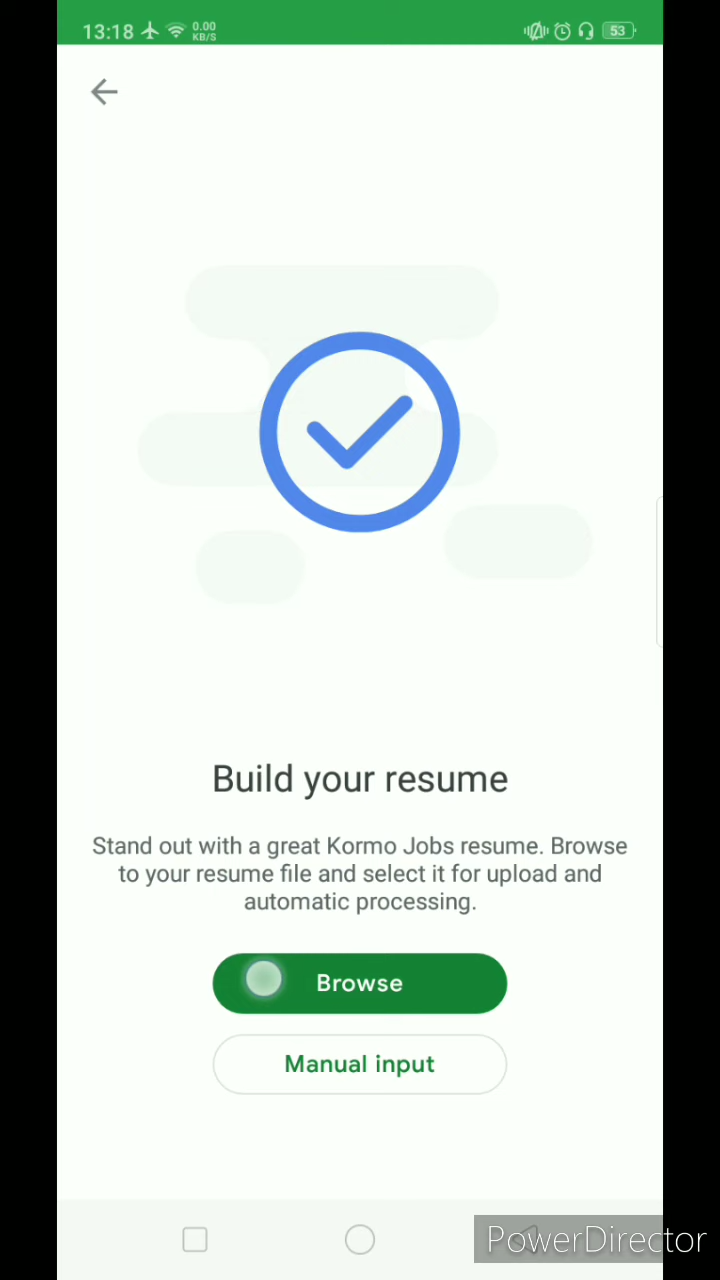 13:18 0.00 KB/S 53
Build your resume
Stand out with a great Kormo Jobs resume. Browse
to your resume file and select it for upload and
automatic processing.
Browse
Manual input
PowerDirector